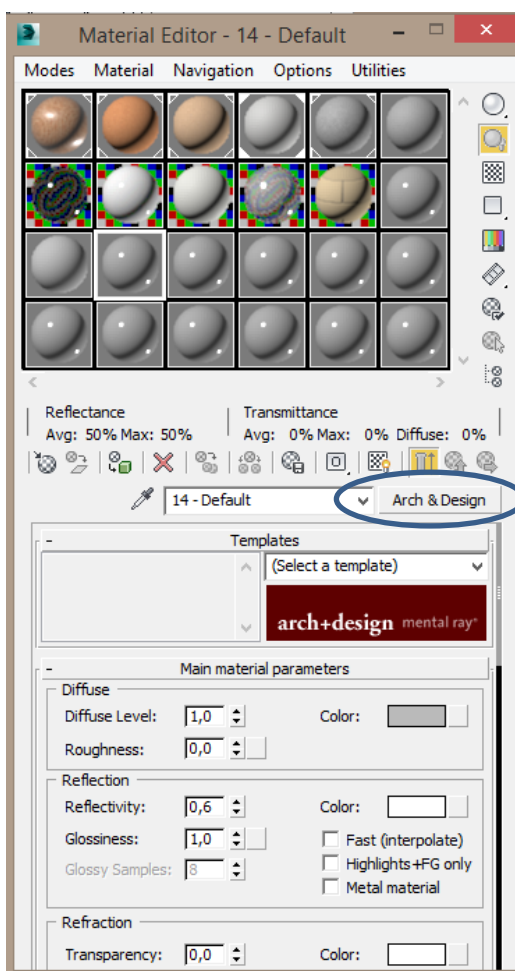 Material Editor - 14 - Default
Modes Material Navigation Options Utilities
Reflectance Transmittance
Avg: 50% Max: 50% Avg: 0% Max: 0% Diffuse: 0%
14 - Default Arch & Design
- Templates
(Select a template)
arch+design mental ray®
- Main material parameters
Diffuse
Diffuse Level: 1,0 Color:
Roughness: 0,0
Reflection
Reflectivity: 0,6 Color:
Glossiness: 1,0 Fast (interpolate)
Glossy Samples: 8 Highlights+FG only
Metal material
Refraction
Transparency: 0,0 Color: